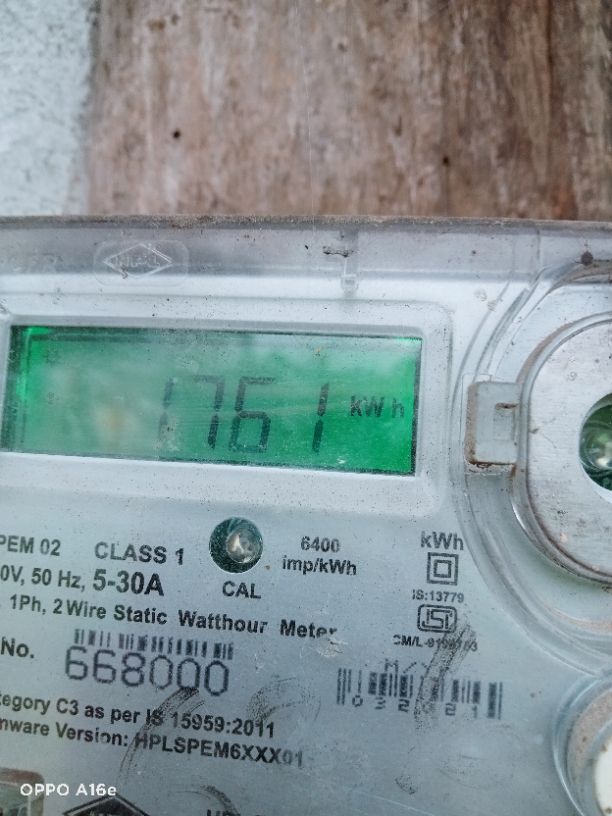 1761 kWh
PEM 02 CLASS 1
0V, 50 Hz, 5-30A
CAL
6400
imp/kWh
kWh
IS:13779
1Ph, 2 Wire Static Watthour Meter
No. 668000
M/Y
tegory C3 as per IS 15959:2011
mware Version: HPLSPEM6XXX01
OPPO A16e